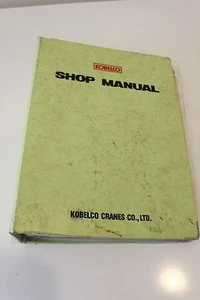 KOBELCO
SHOP MANUAL
KOBELCO CRANES CO., LTD.